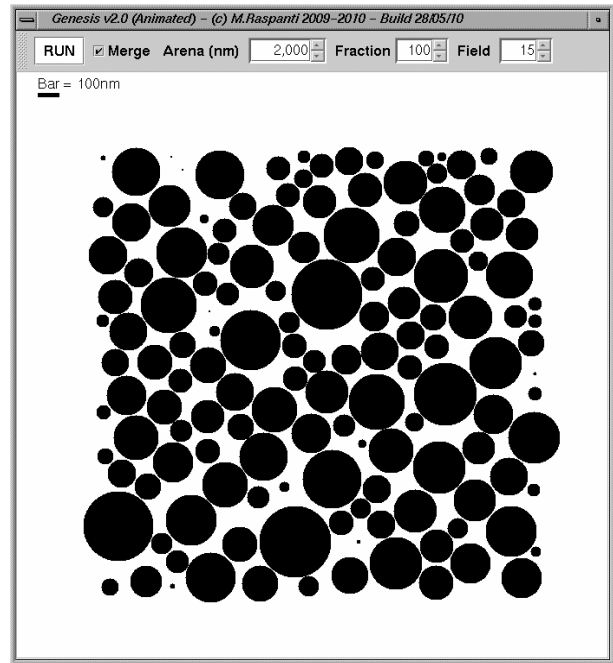 Genesis v2.0 (Animated) – (c) M.Raspanti 2009–2010 – Build 28/05/10
RUN Merge Arena (nm) 2,000 Fraction 100 Field 15
Bar = 100nm